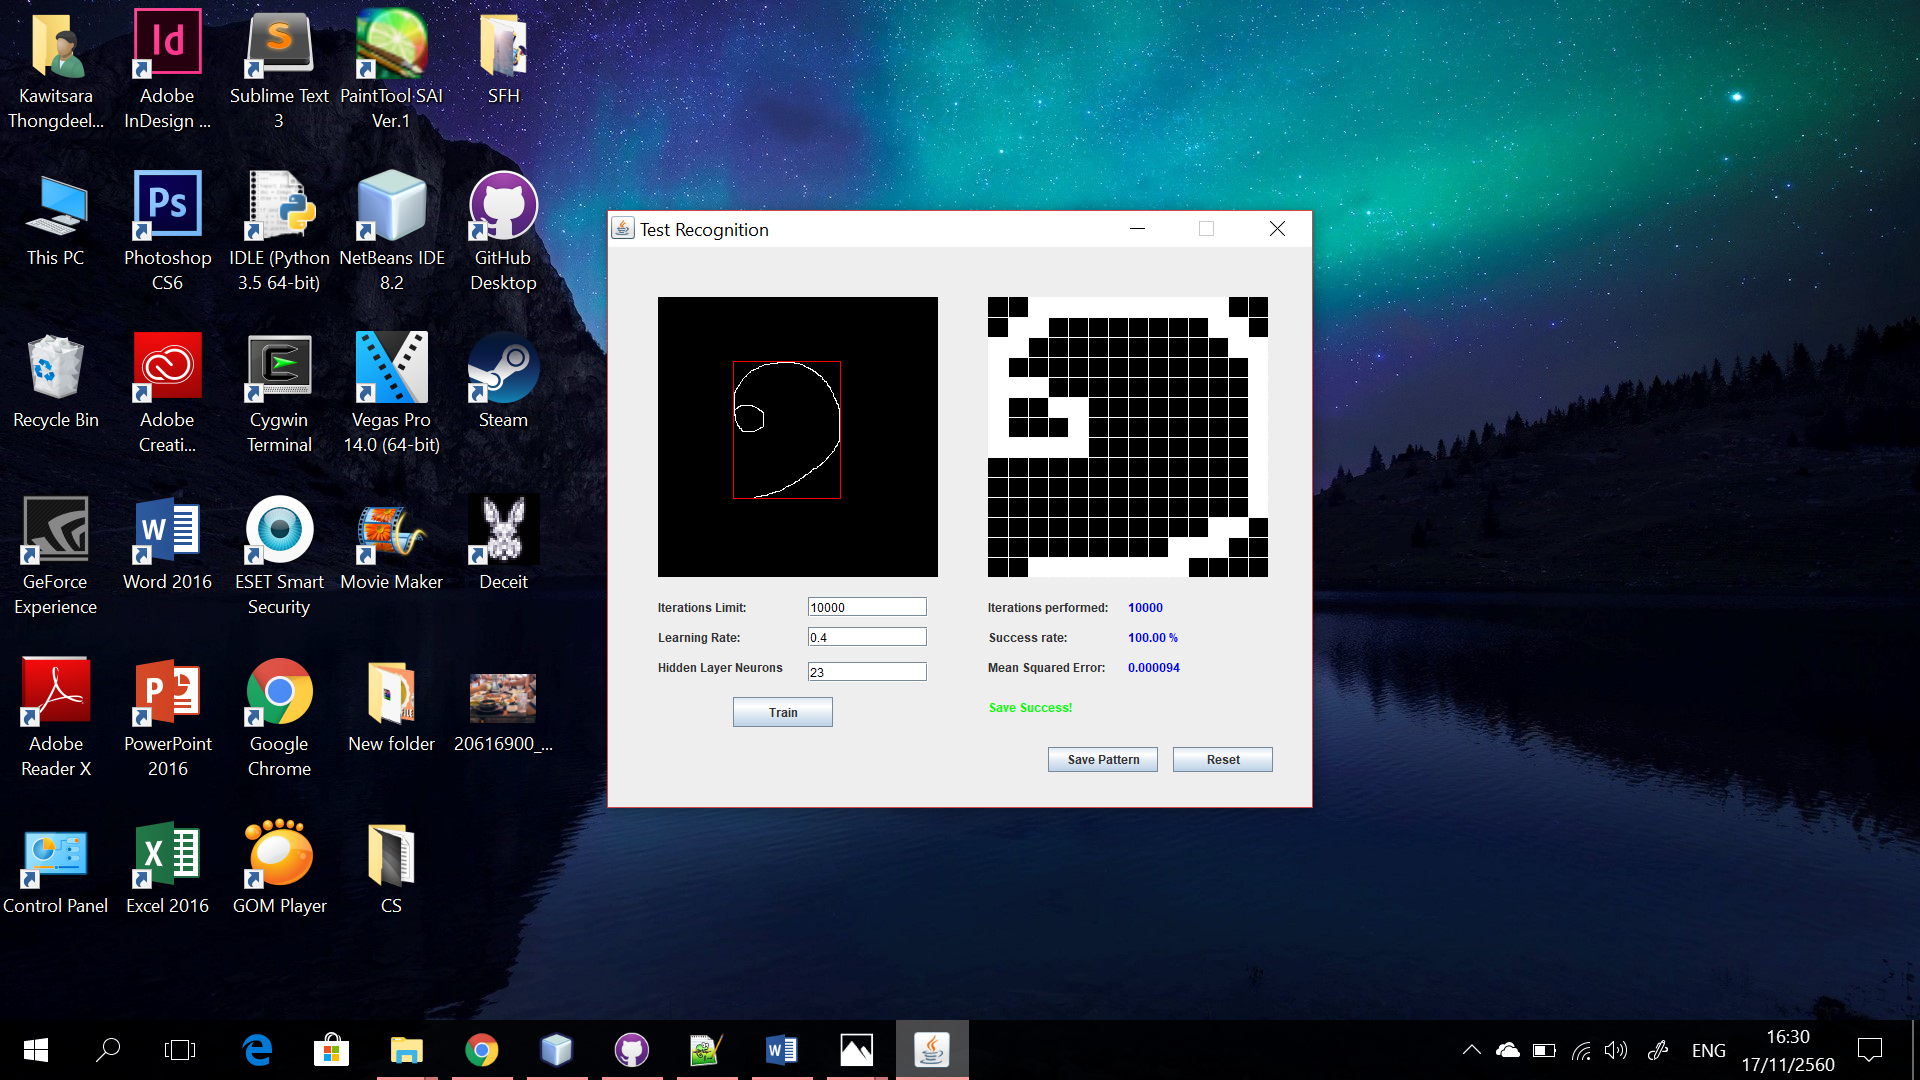 Kawitsara
Thongdeel...
Adobe
InDesign ...
Sublime Text
3
PaintTool SAI
Ver.1
SFH
This PC
Photoshop
CS6
IDLE (Python
3.5 64-bit)
NetBeans IDE
8.2
GitHub
Desktop
Recycle Bin
Adobe
Creati...
Cygwin
Terminal
Vegas Pro
14.0 (64-bit)
Steam
GeForce
Experience
Word 2016
ESET Smart
Security
Movie Maker
Deceit
Adobe
Reader X
PowerPoint
2016
Google
Chrome
New folder
20616900_...
Control Panel
Excel 2016
GOM Player
CS
Test Recognition
Iterations Limit:
10000
Learning Rate:
0.4
Hidden Layer Neurons
23
Train
Iterations performed:
10000
Success rate:
100.00 %
Mean Squared Error:
0.000094
Save Success!
Save Pattern
Reset
ENG
16:30
17/11/2560